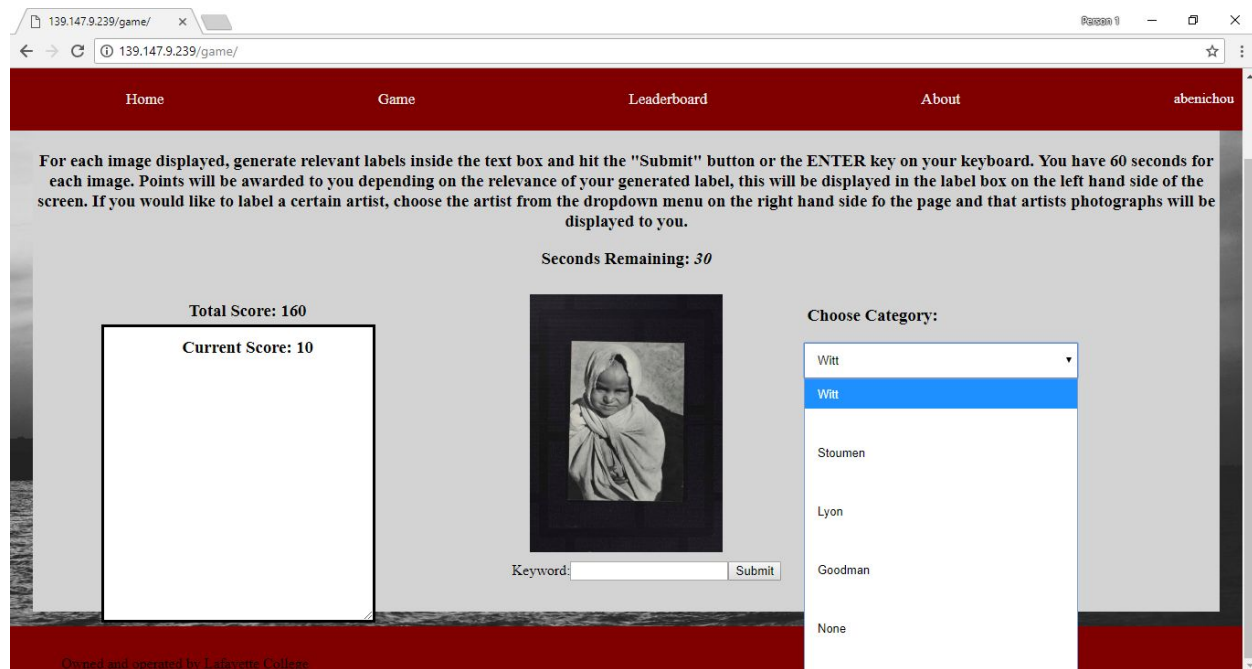 139.147.9.239/game/
Person 1
139.147.9.239/game/
Home Game Leaderboard About abenichou
For each image displayed, generate relevant labels inside the text box and hit the "Submit" button or the ENTER key on your keyboard. You have 60 seconds for
each image. Points will be awarded to you depending on the relevance of your generated label, this will be displayed in the label box on the left hand side of the
screen. If you would like to label a certain artist, choose the artist from the dropdown menu on the right hand side fo the page and that artists photographs will be
displayed to you.
Seconds Remaining: 30
Total Score: 160
Current Score: 10
Keyword: Submit
Choose Category:
Witt
Witt
Stoumen
Lyon
Goodman
None
Owned and operated by Lafayette College